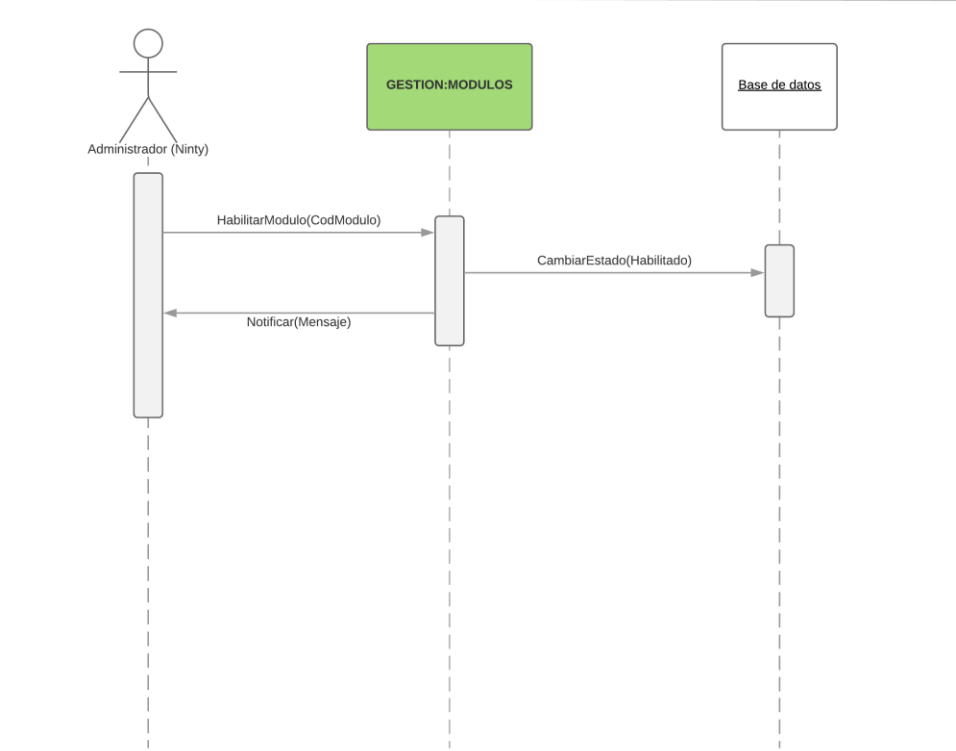 GESTION:MODULOS
Base de datos
Administrador (Ninty)
HabilitarModulo(CodModulo)
CambiarEstado(Habilitado)
Notificar(Mensaje)